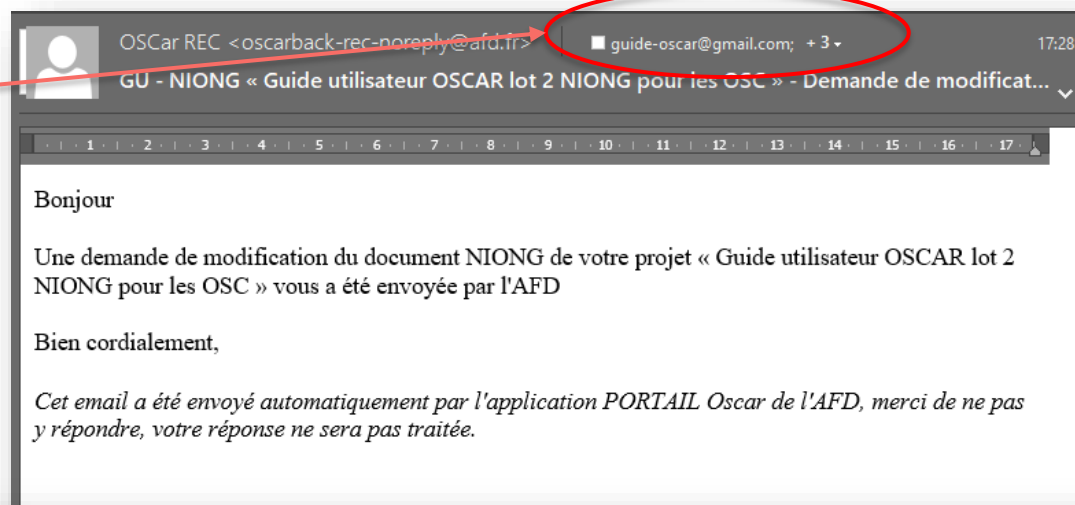 OSCar REC <oscarback-rec-noreply@afd.fr> guide-oscar@gmail.com; + 3 17:28
GU - NIONG « Guide utilisateur OSCAR lot 2 NIONG pour les OSC » - Demande de modificat...
1 2 3 4 5 6 7 8 9 10 11 12 13 14 15 16 17
Bonjour
Une demande de modification du document NIONG de votre projet « Guide utilisateur OSCAR lot 2
NIONG pour les OSC » vous a été envoyée par l'AFD
Bien cordialement,
Cet email a été envoyé automatiquement par l'application PORTAIL Oscar de l'AFD, merci de ne pas
y répondre, votre réponse ne sera pas traitée.